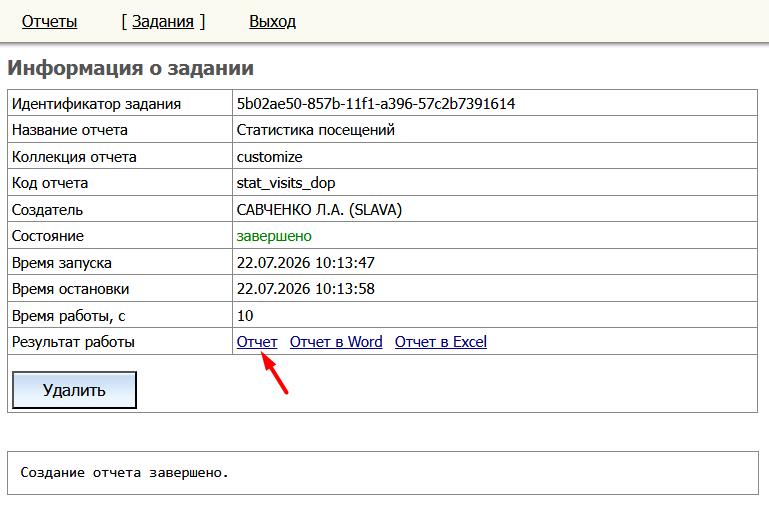 Отчеты [ Задания ] Выход
Информация о задании
Идентификатор задания 5b02ae50-857b-11f1-a396-57c2b7391614
Название отчета Статистика посещений
Коллекция отчета customize
Код отчета stat_visits_dop
Создатель САВЧЕНКО Л.А. (SLAVA)
Состояние завершено
Время запуска 22.07.2026 10:13:47
Время остановки 22.07.2026 10:13:58
Время работы, с 10
Результат работы Отчет Отчет в Word Отчет в Excel
Удалить
Создание отчета завершено.